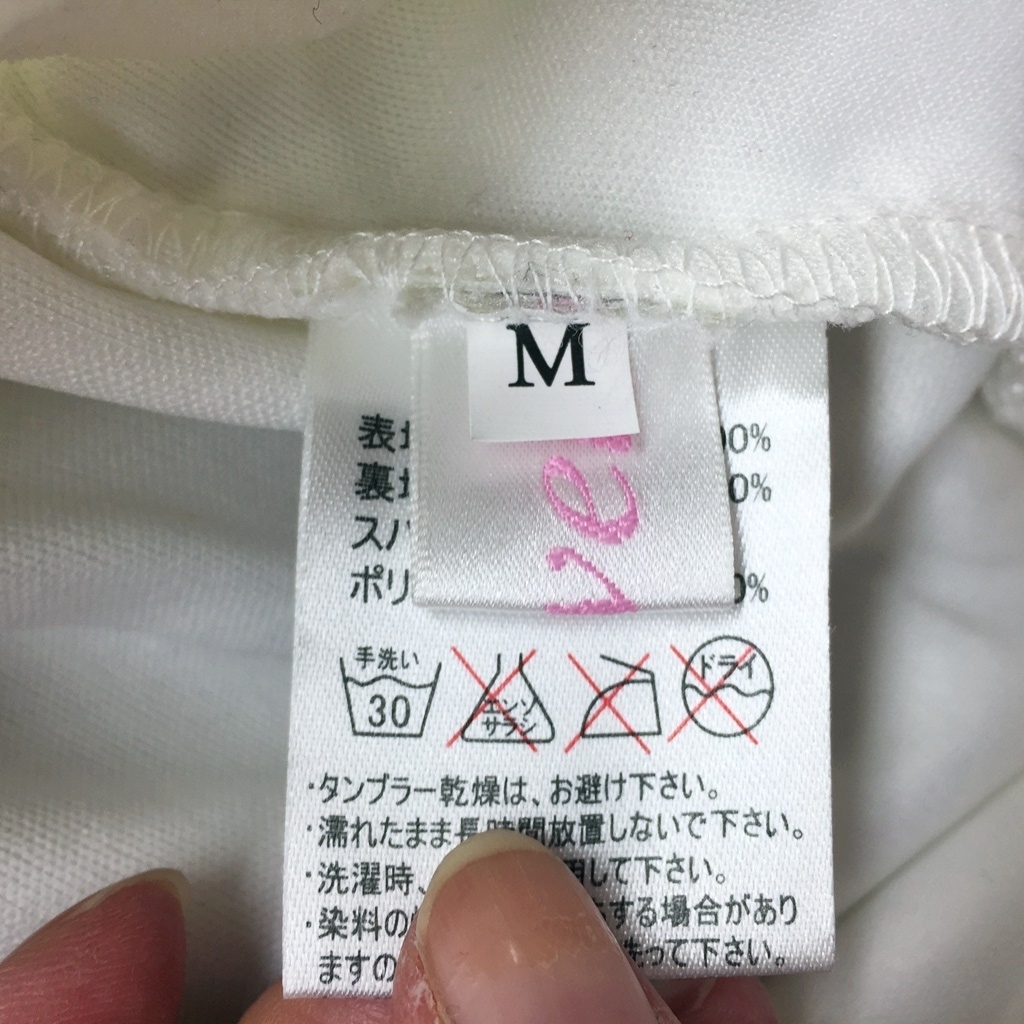 M
表
裏
0%
スパ
ポリ
0%
手洗い
30
エンソ
サラシ
ドライ
・タンブラー乾燥は、お避け下さい。
・濡れたまま長時間放置しないで下さい。
・洗濯時、 用して下さい。
・染料の する場合があり
ますの 洗って下さい。